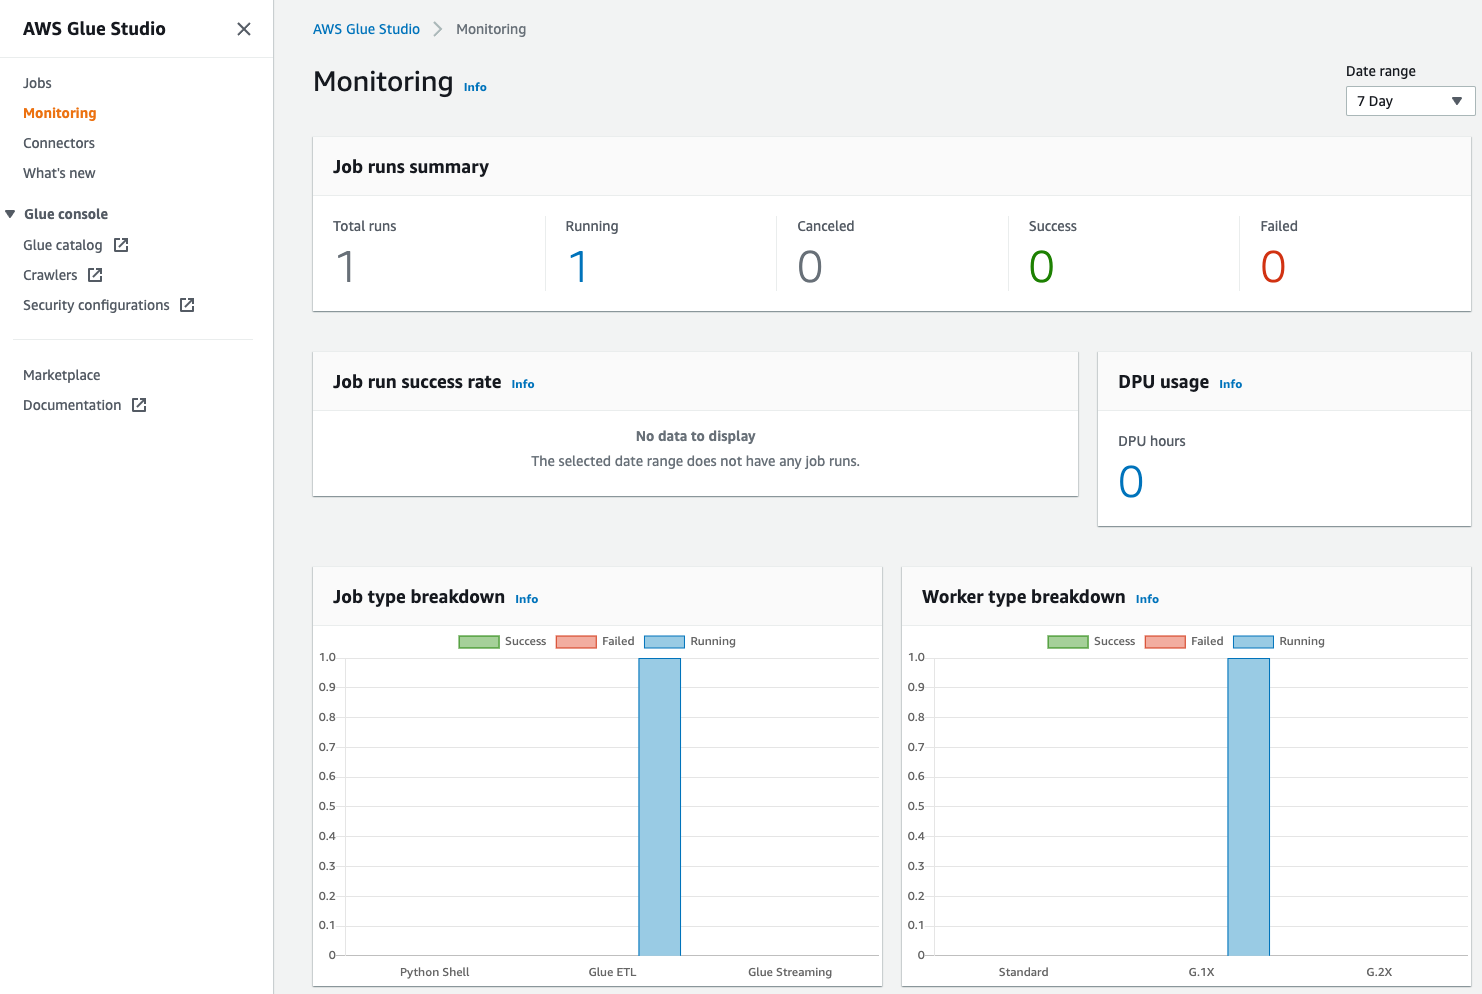 AWS Glue Studio
Jobs
Monitoring
Connectors
What's new
Glue console
Glue catalog
Crawlers
Security configurations
Marketplace
Documentation
AWS Glue Studio > Monitoring
Monitoring Info
Date range
7 Day
Job runs summary
Total runs Running Canceled Success Failed
1 1 0 0 0
Job run success rate Info
No data to display
The selected date range does not have any job runs.
DPU usage Info
DPU hours
0
Job type breakdown Info
Success Failed Running
1.0
0.9
0.8
0.7
0.6
0.5
0.4
0.3
0.2
0.1
0
Python Shell Glue ETL Glue Streaming
Worker type breakdown Info
Success Failed Running
1.0
0.9
0.8
0.7
0.6
0.5
0.4
0.3
0.2
0.1
0
Standard G.1X G.2X